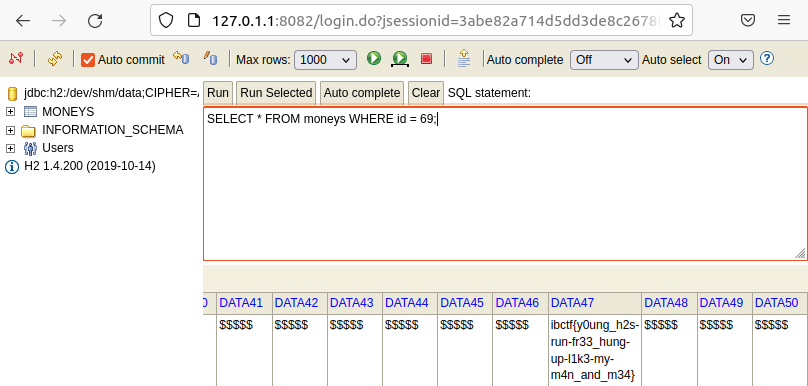 127.0.1.1:8082/login.do?jsessionid=3abe82a714d5dd3de8c2678
Auto commit Max rows: 1000 Auto complete Off Auto select On
jdbc:h2:/dev/shm/data;CIPHER=
MONEYS
INFORMATION_SCHEMA
Users
H2 1.4.200 (2019-10-14)
Run Run Selected Auto complete Clear SQL statement:
SELECT * FROM moneys WHERE id = 69;
0 DATA41 DATA42 DATA43 DATA44 DATA45 DATA46 DATA47 DATA48 DATA49 DATA50
$$$$$ $$$$$ $$$$$ $$$$$ $$$$$ $$$$$ ibctf{y0ung_h2s- $$$$$ $$$$$ $$$$$
run-fr33_hung-
up-l1k3-my-
m4n_and_m34}